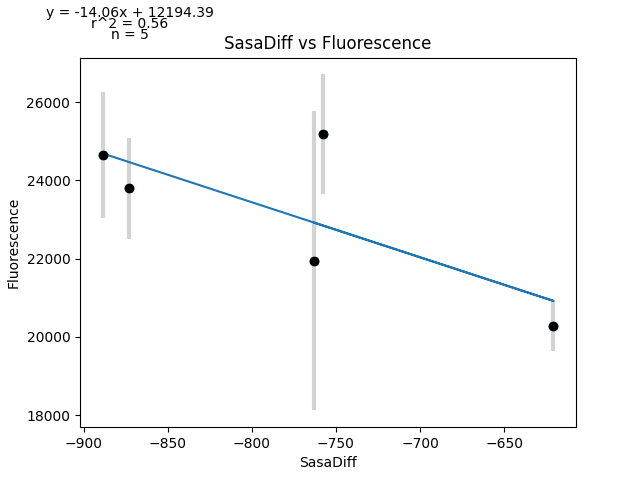 y = -14.06x + 12194.39
r^2 = 0.56
n = 5
SasaDiff vs Fluorescence
26000
24000
22000
20000
18000
Fluorescence
−900
−850
−800
−750
−700
−650
SasaDiff